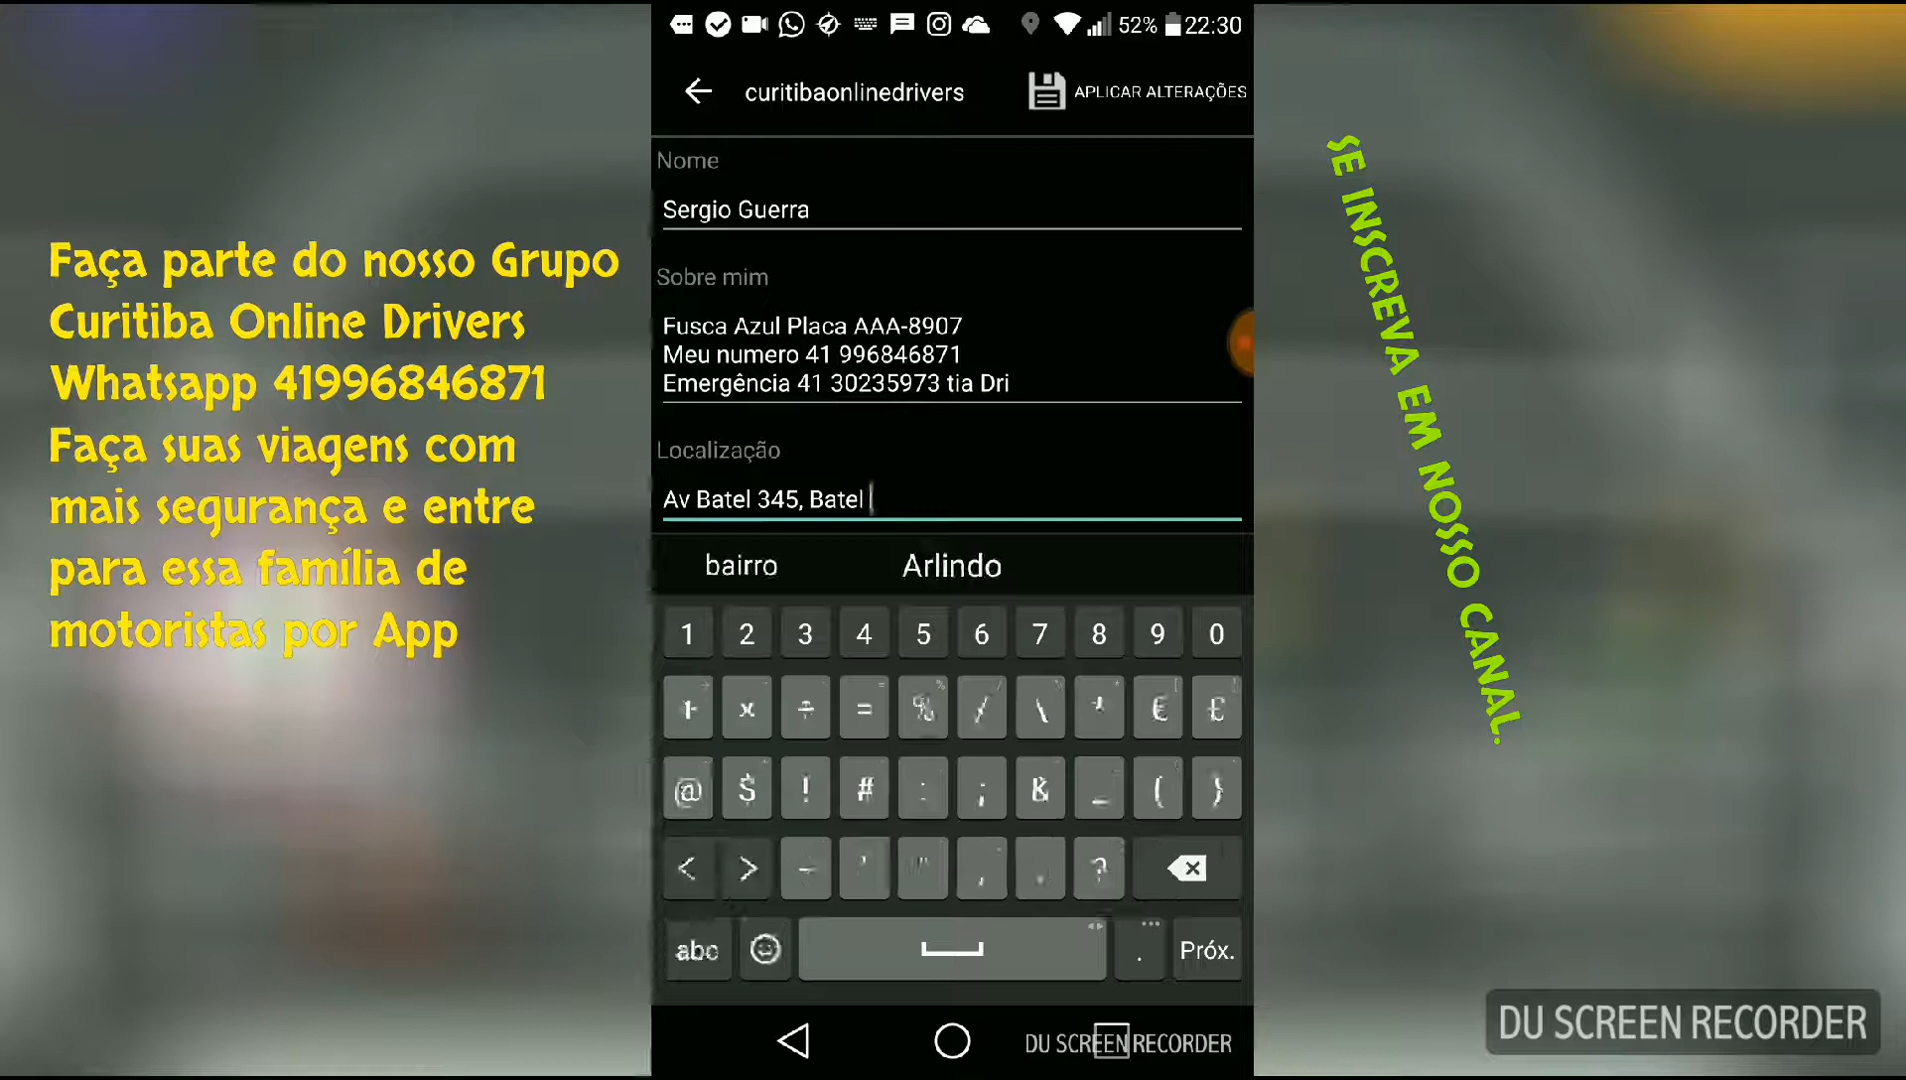 Faça parte do nosso Grupo
Curitiba Online Drivers
Whatsapp 41996846871
Faça suas viagens com
mais segurança e entre
para essa família de
motoristas por App
52% 22:30
curitibaonlinedrivers
APLICAR ALTERAÇÕES
Nome
Sergio Guerra
Sobre mim
Fusca Azul Placa AAA-8907
Meu numero 41 996846871
Emergência 41 30235973 tia Dri
Localização
Av Batel 345, Batel
bairro Arlindo
1 2 3 4 5 6 7 8 9 0
+ × ÷ = % / \ * € £
@ $ ! # : ; & _ ( )
< > - ' " , . ?
abc . Próx.
DU SCREEN RECORDER
SE INSCREVA EM NOSSO CANAL.
DU SCREEN RECORDER